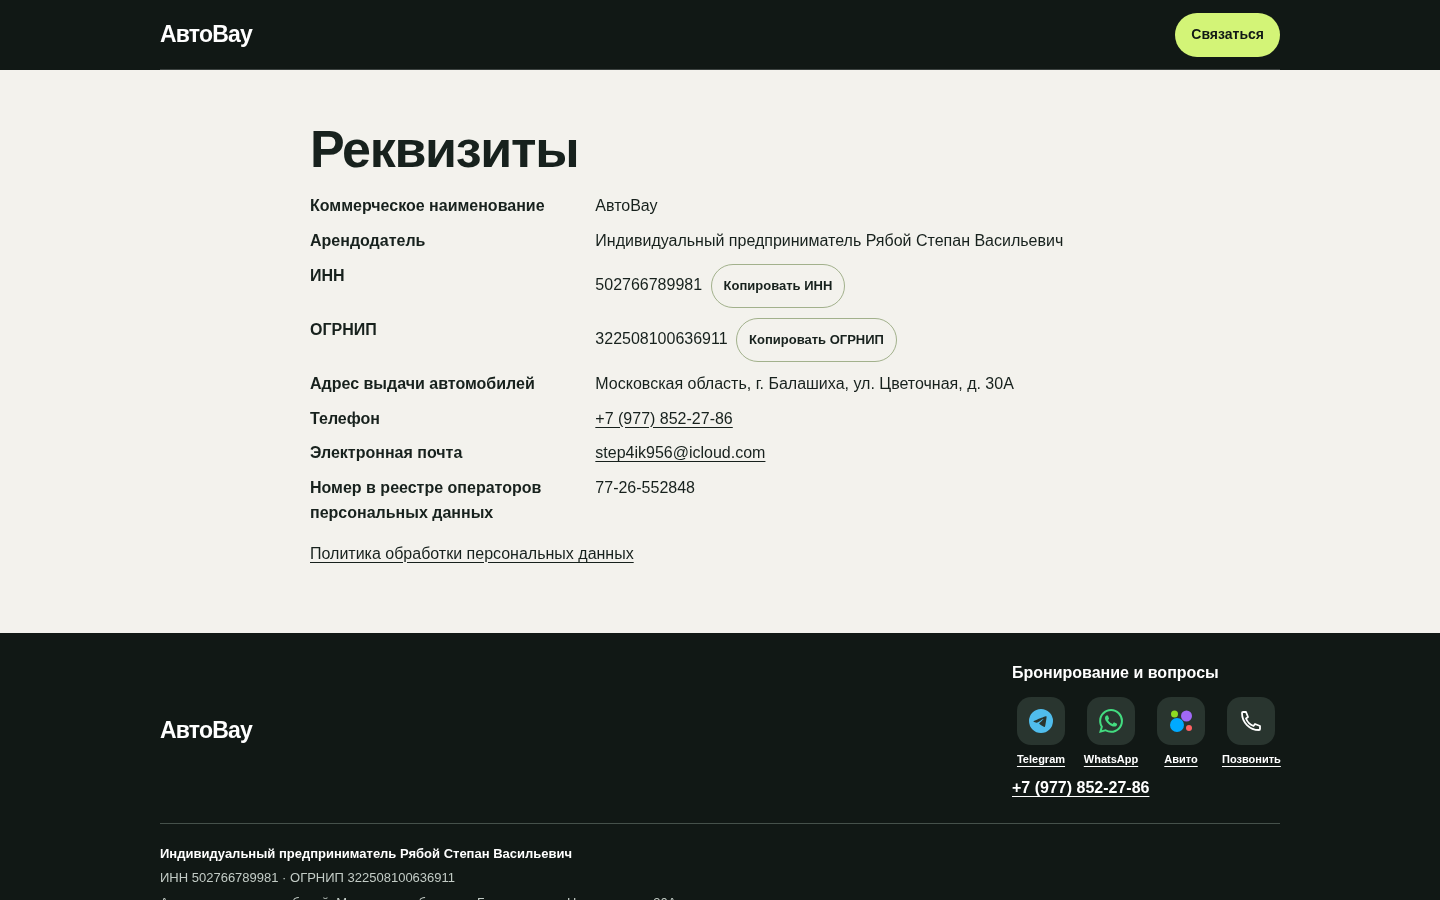 АвтоВау
Связаться
Реквизиты
Коммерческое наименование
АвтоВау
Арендодатель
Индивидуальный предприниматель Рябой Степан Васильевич
ИНН
502766789981
Копировать ИНН
ОГРНИП
322508100636911
Копировать ОГРНИП
Адрес выдачи автомобилей
Московская область, г. Балашиха, ул. Цветочная, д. 30А
Телефон
+7 (977) 852-27-86
Электронная почта
step4ik956@icloud.com
Номер в реестре операторов
персональных данных
77-26-552848
Политика обработки персональных данных
Бронирование и вопросы
АвтоВау
Telegram
WhatsApp
Авито
Позвонить
+7 (977) 852-27-86
Индивидуальный предприниматель Рябой Степан Васильевич
ИНН 502766789981 · ОГРНИП 322508100636911